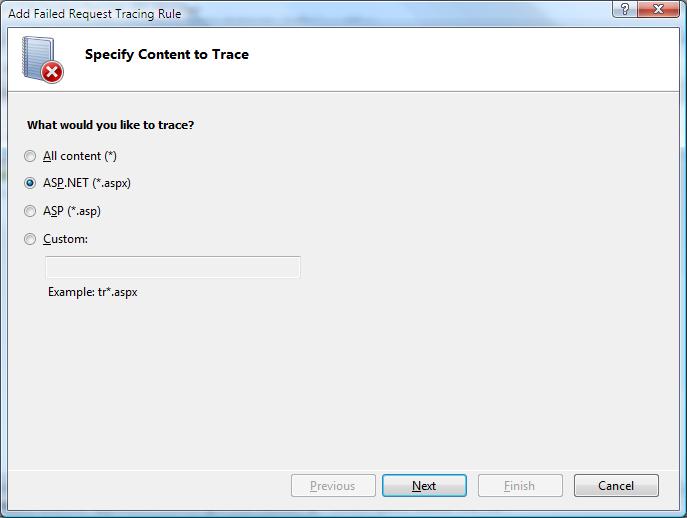 Add Failed Request Tracing Rule
?
Specify Content to Trace
What would you like to trace?
All content (*)
ASP.NET (*.aspx)
ASP (*.asp)
Custom:
Example: tr*.aspx
Previous
Next
Finish
Cancel